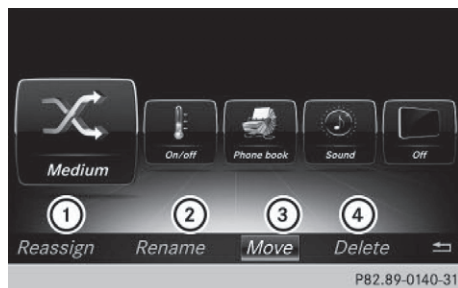 Medium
On/off
Phone book
Sound
Off
1 2 3 4
Reassign Rename Move Delete
P82.89-0140-31